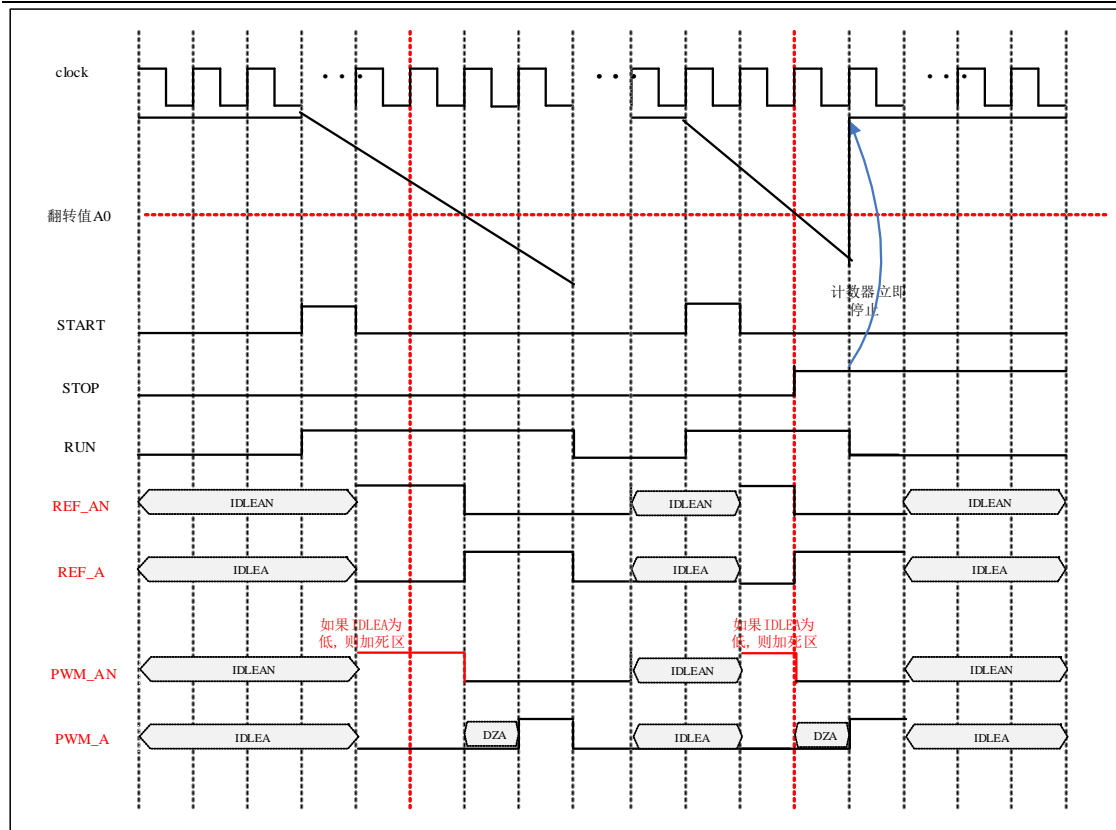 clock
翻转值A0
计数器立即
停止
START
STOP
RUN
REF_AN
IDLEAN
IDLEAN
IDLEAN
REF_A
IDLEA
IDLEA
IDLEA
如果IDLEA为
低, 则加死区
如果IDLEA为
低, 则加死区
PWM_AN
IDLEAN
IDLEAN
IDLEAN
PWM_A
IDLEA
DZA
IDLEA
DZA
IDLEA